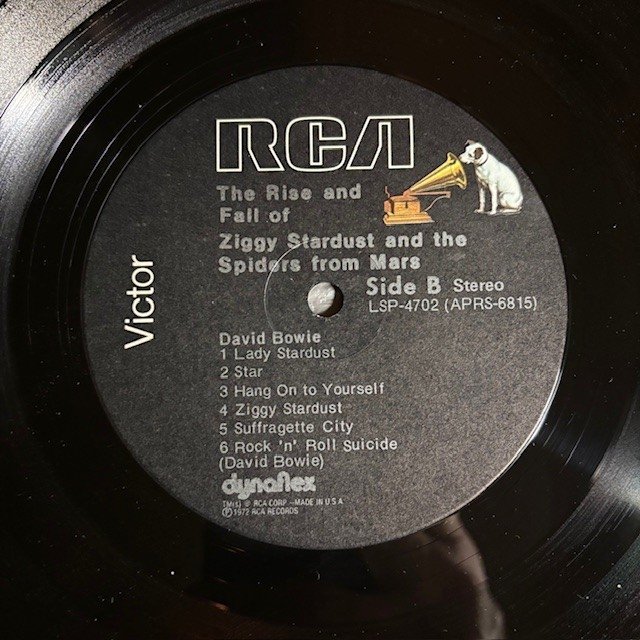 RCA
The Rise and
Fall of
Ziggy Stardust and the
Spiders from Mars
Side B Stereo
LSP-4702 (APRS-6815)
Victor
David Bowie
1 Lady Stardust
2 Star
3 Hang On to Yourself
4 Ziggy Stardust
5 Suffragette City
6 Rock 'n' Roll Suicide
(David Bowie)
dynaflex
TM(s) ® RCA CORP.-MADE IN U.S.A.
℗ 1972 RCA RECORDS